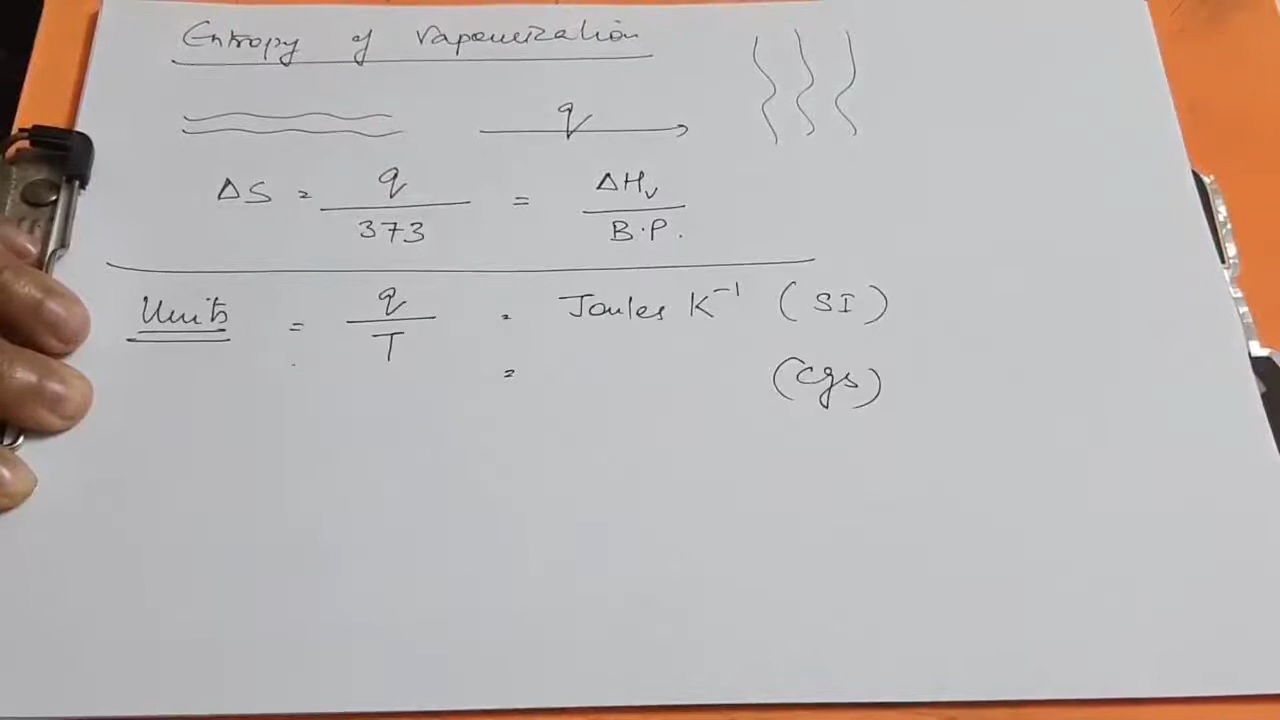 Entropy of Vapourization
q
ΔS = q/373 = ΔHv/B.P.
Units = q/T = Joules K⁻¹ (SI)
= (cgs)